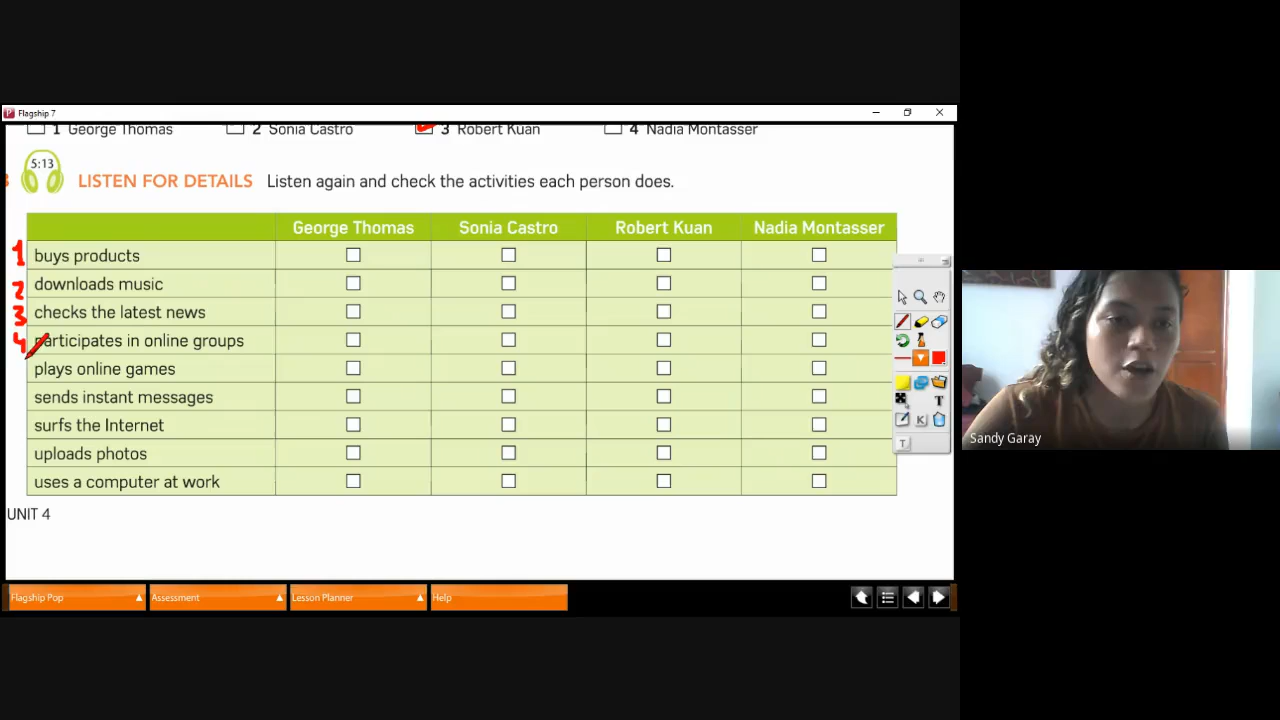 Flagship 7
1 George Thomas 2 Sonia Castro 3 Robert Kuan 4 Nadia Montasser
5:13
LISTEN FOR DETAILS Listen again and check the activities each person does.
George Thomas Sonia Castro Robert Kuan Nadia Montasser
1 buys products
2 downloads music
3 checks the latest news
4 participates in online groups
plays online games
sends instant messages
surfs the Internet
uploads photos
uses a computer at work
UNIT 4
T
K
T
Flagship Pop Assessment Lesson Planner Help
Sandy Garay